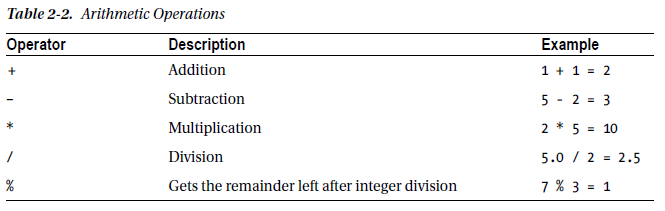 Table 2-2. Arithmetic Operations
Operator Description Example
+ Addition 1 + 1 = 2
– Subtraction 5 - 2 = 3
* Multiplication 2 * 5 = 10
/ Division 5.0 / 2 = 2.5
% Gets the remainder left after integer division 7 % 3 = 1